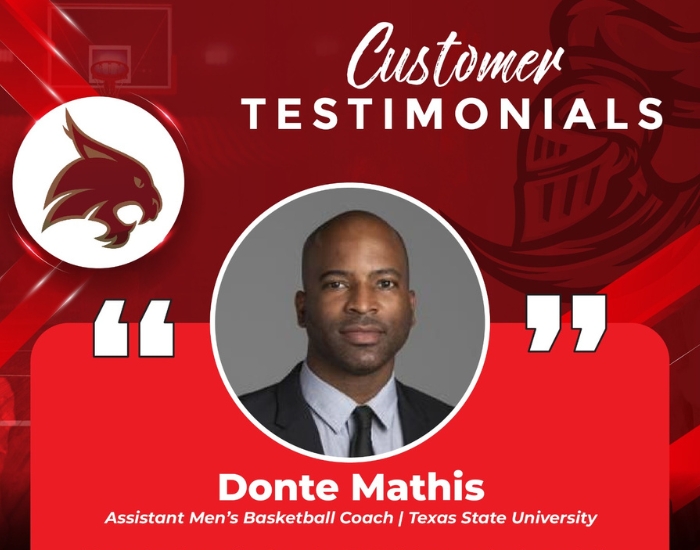 Customer
TESTIMONIALS
“ ”
Donte Mathis
Assistant Men’s Basketball Coach | Texas State University